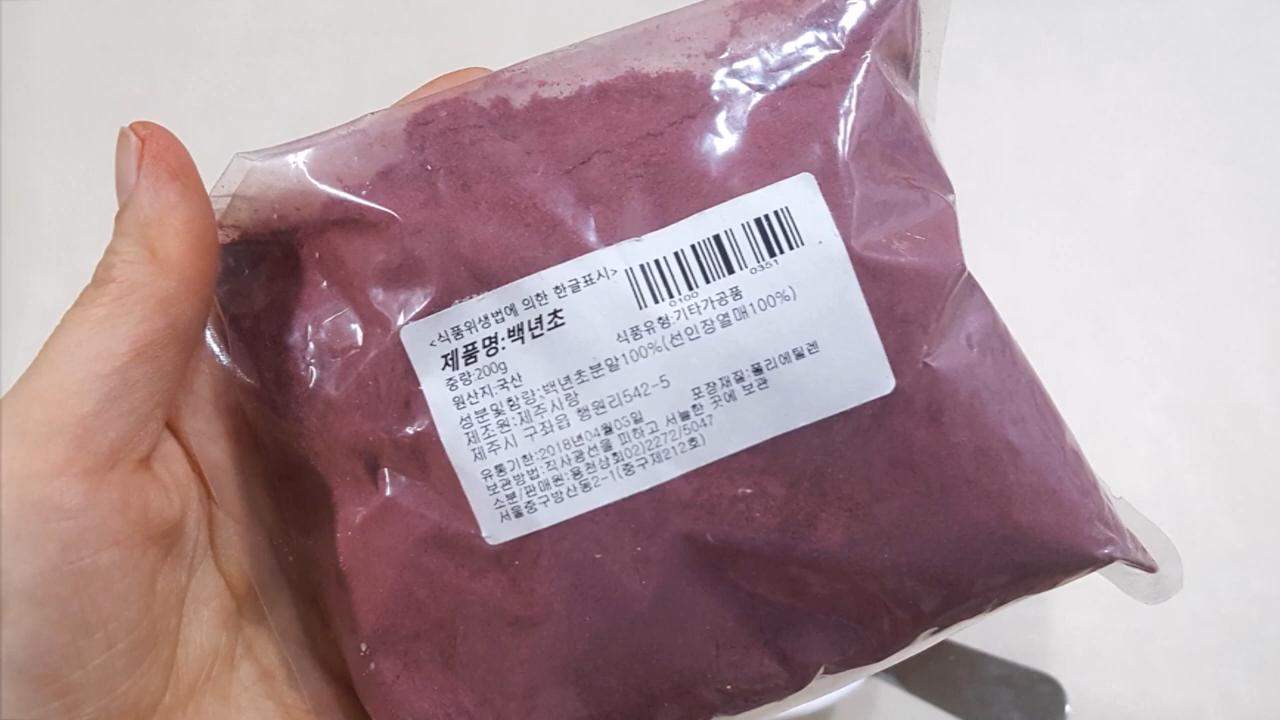 <식품위생법에 의한 한글표시>
0100 0351
제품명:백년초
식품유형:기타가공품
중량:200g
원산지:국산
성분및함량:백년초분말100%(선인장열매100%)
제조원:제주사랑
제주시 구좌읍 행원리542-5
포장재질:폴리에틸렌
유통기한:2018년04월03일
보관방법:직사광선을 피하고 서늘한 곳에 보관
소분/판매원:용천상회02)2272/5047
서울중구방산동2-1(중구제212호)